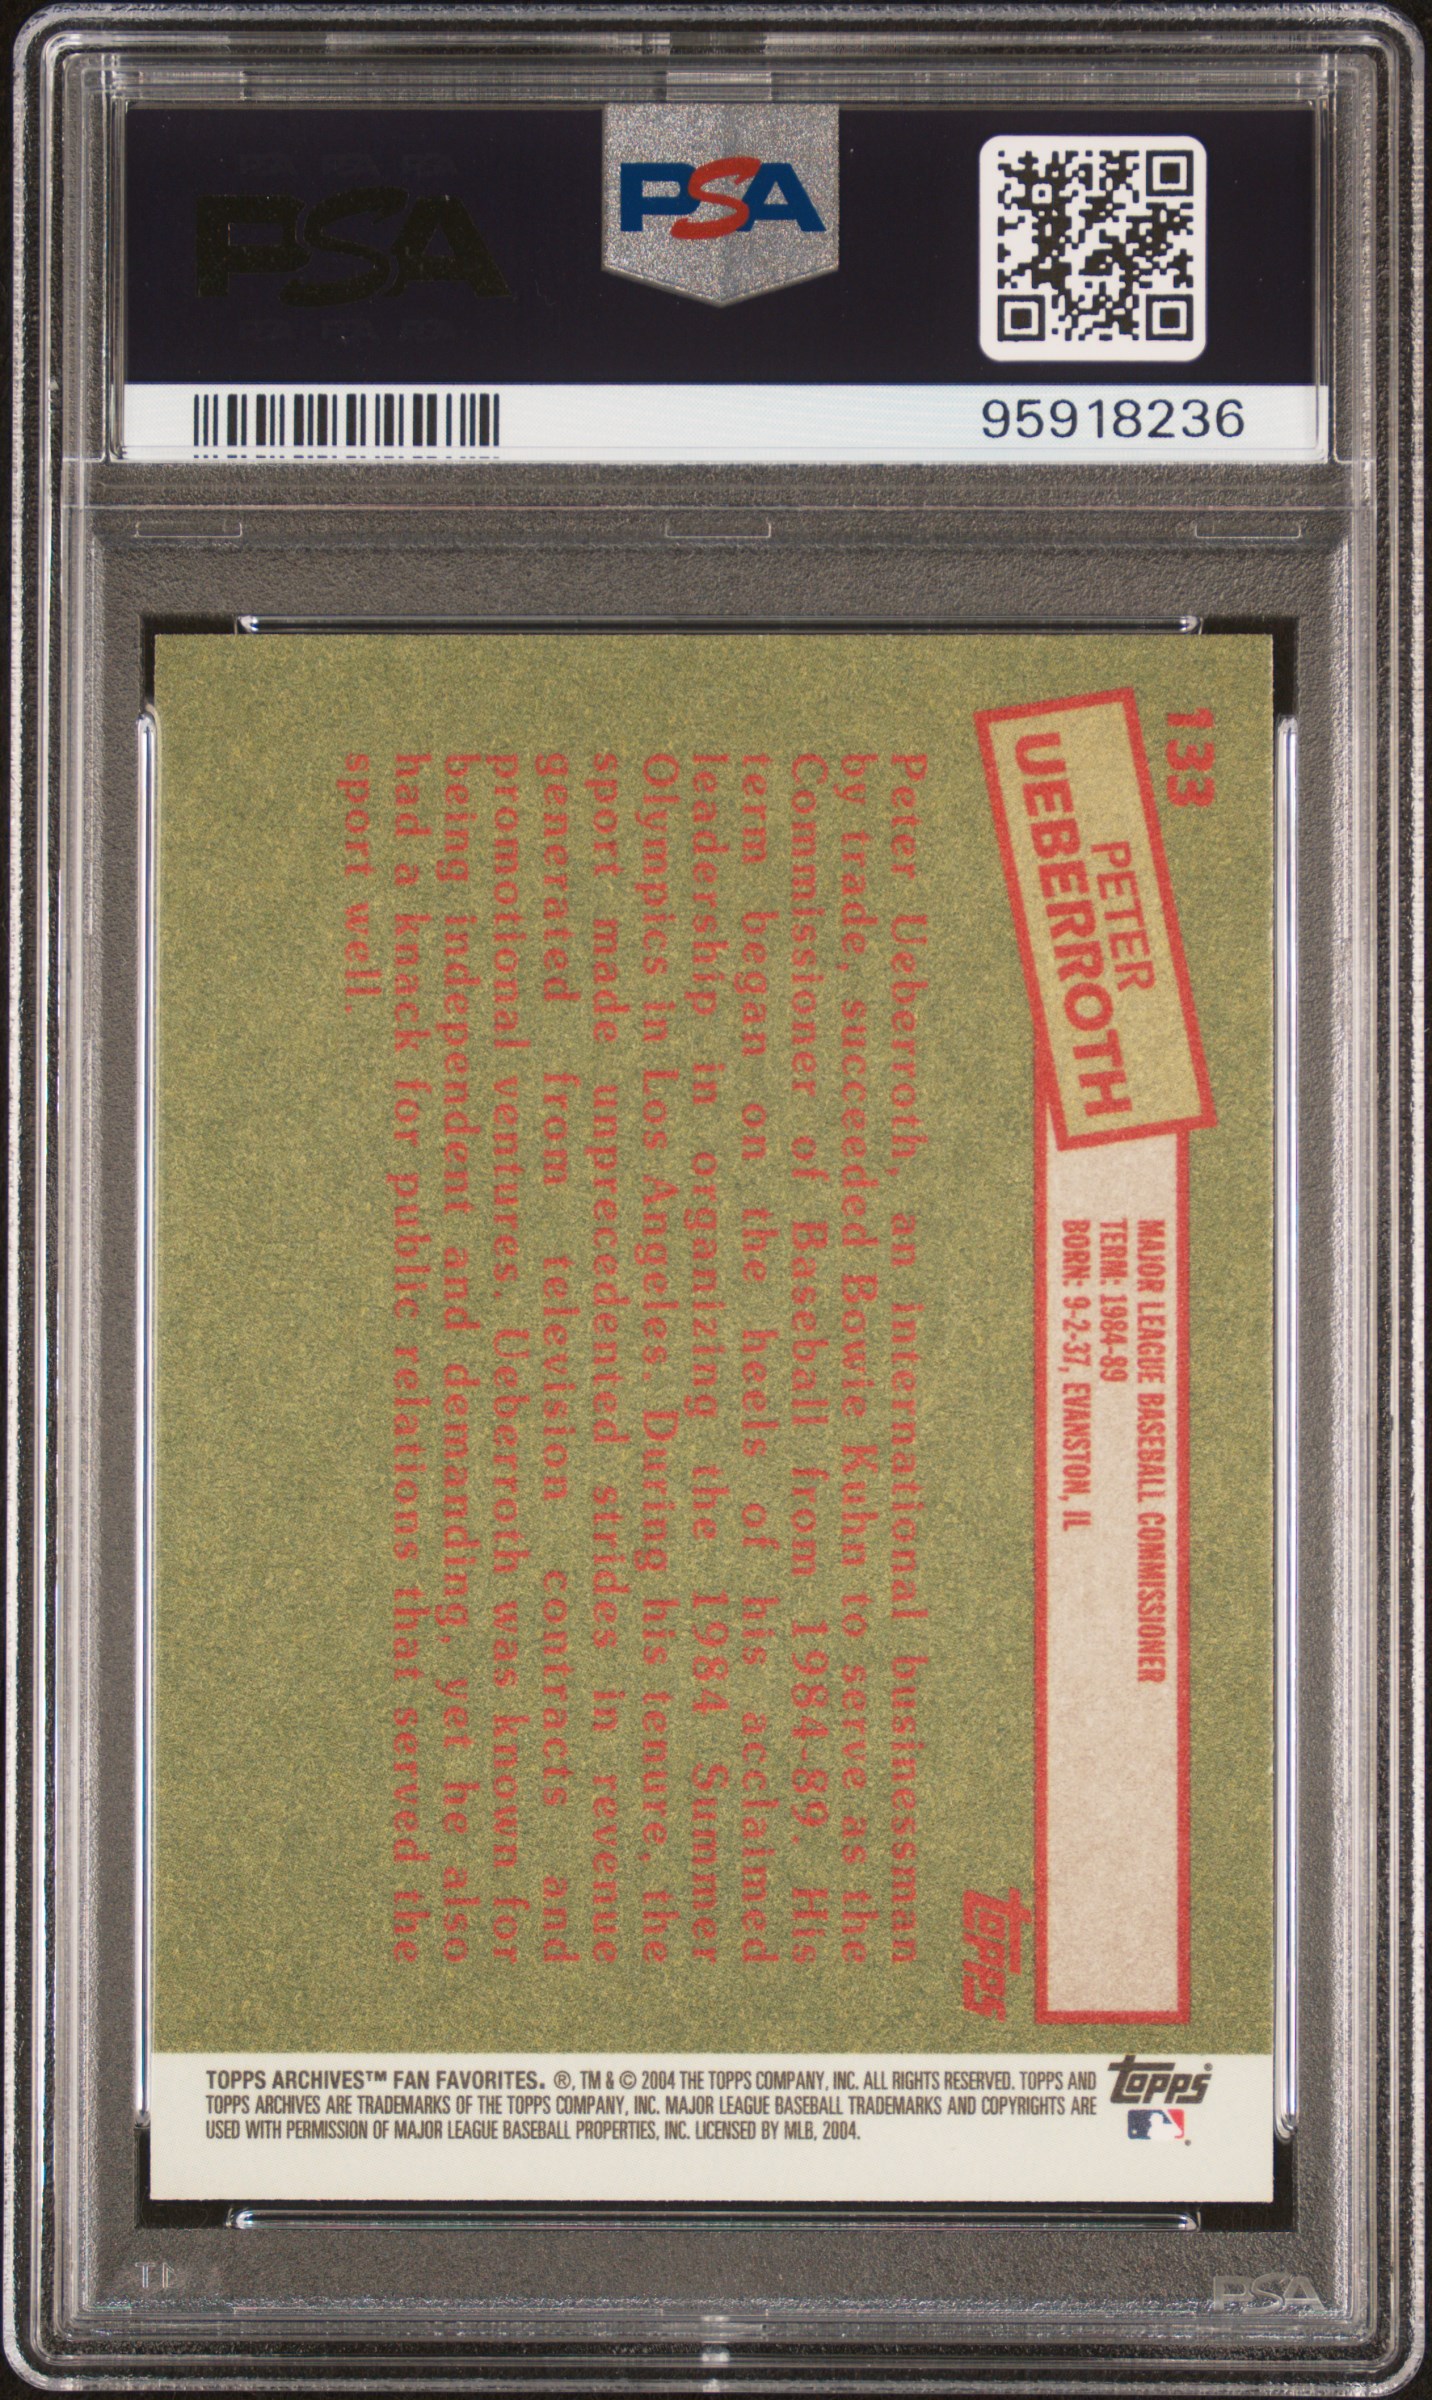 PSA
PSA
95918236
133
PETER
UEBERROTH
MAJOR LEAGUE BASEBALL COMMISSIONER
TERM: 1984-89
BORN: 9-2-37, EVANSTON, IL
topps
Peter Ueberroth, an international businessman
by trade, succeeded Bowie Kuhn to serve as the
Commissioner of Baseball from 1984-89. His
term began on the heels of his acclaimed
leadership in organizing the 1984 Summer
Olympics in Los Angeles. During his tenure, the
sport made unprecedented strides in revenue
generated from television contracts and
promotional ventures. Ueberroth was known for
being independent and demanding, yet he also
had a knack for public relations that served the
sport well.
TOPPS ARCHIVES™ FAN FAVORITES. ®, TM & © 2004 THE TOPPS COMPANY, INC. ALL RIGHTS RESERVED. TOPPS AND
TOPPS ARCHIVES ARE TRADEMARKS OF THE TOPPS COMPANY, INC. MAJOR LEAGUE BASEBALL TRADEMARKS AND COPYRIGHTS ARE
USED WITH PERMISSION OF MAJOR LEAGUE BASEBALL PROPERTIES, INC. LICENSED BY MLB, 2004.
topps®
PSA